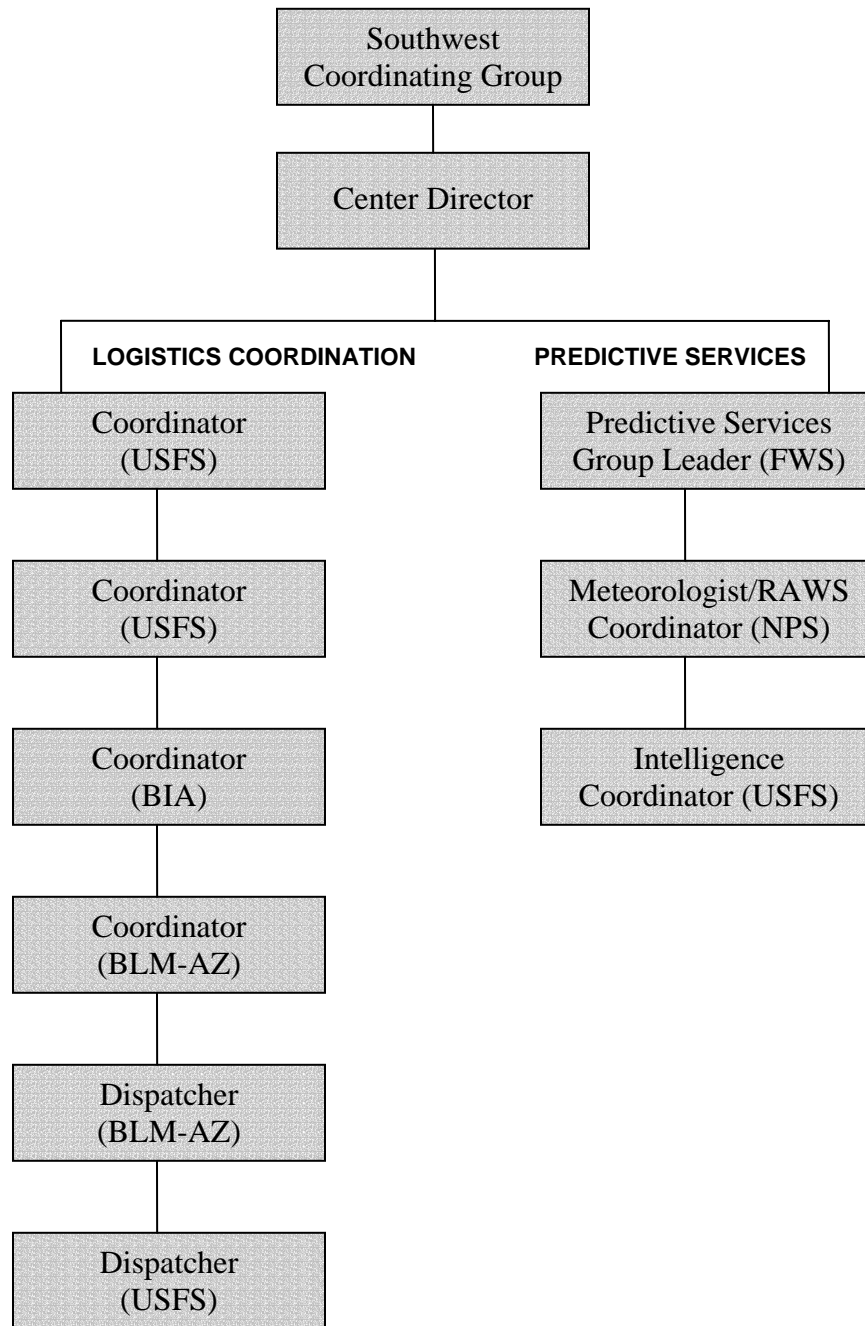 Southwest
Coordinating Group
Center Director
LOGISTICS COORDINATION
PREDICTIVE SERVICES
Coordinator
(USFS)
Predictive Services
Group Leader (FWS)
Coordinator
(USFS)
Meteorologist/RAWS
Coordinator (NPS)
Coordinator
(BIA)
Intelligence
Coordinator (USFS)
Coordinator
(BLM-AZ)
Dispatcher
(BLM-AZ)
Dispatcher
(USFS)